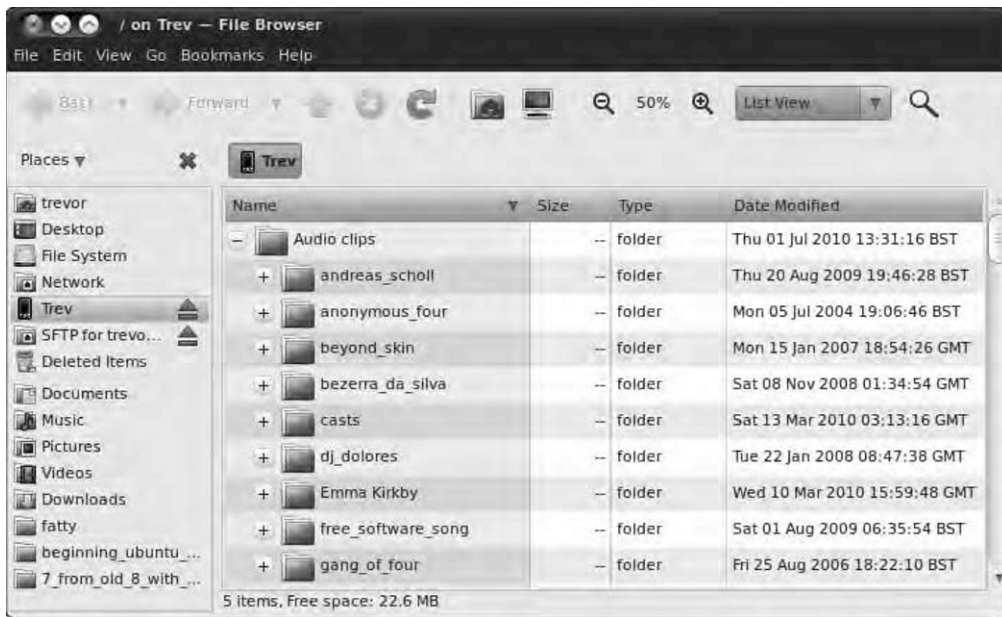 / on Trev — File Browser
File Edit View Go Bookmarks Help
Back Forward 50% List View
Places Trev
trevor
Desktop
File System
Network
Trev
SFTP for trevo...
Deleted Items
Documents
Music
Pictures
Videos
Downloads
fatty
beginning_ubuntu_...
7_from_old_8_with_...
Name Size Type Date Modified
Audio clips -- folder Thu 01 Jul 2010 13:31:16 BST
andreas_scholl -- folder Thu 20 Aug 2009 19:46:28 BST
anonymous_four -- folder Mon 05 Jul 2004 19:06:46 BST
beyond_skin -- folder Mon 15 Jan 2007 18:54:26 GMT
bezerra_da_silva -- folder Sat 08 Nov 2008 01:34:54 GMT
casts -- folder Sat 13 Mar 2010 03:13:16 GMT
dj_dolores -- folder Tue 22 Jan 2008 08:47:38 GMT
Emma Kirkby -- folder Wed 10 Mar 2010 15:59:48 GMT
free_software_song -- folder Sat 01 Aug 2009 06:35:54 BST
gang_of_four -- folder Fri 25 Aug 2006 18:22:10 BST
5 items, Free space: 22.6 MB